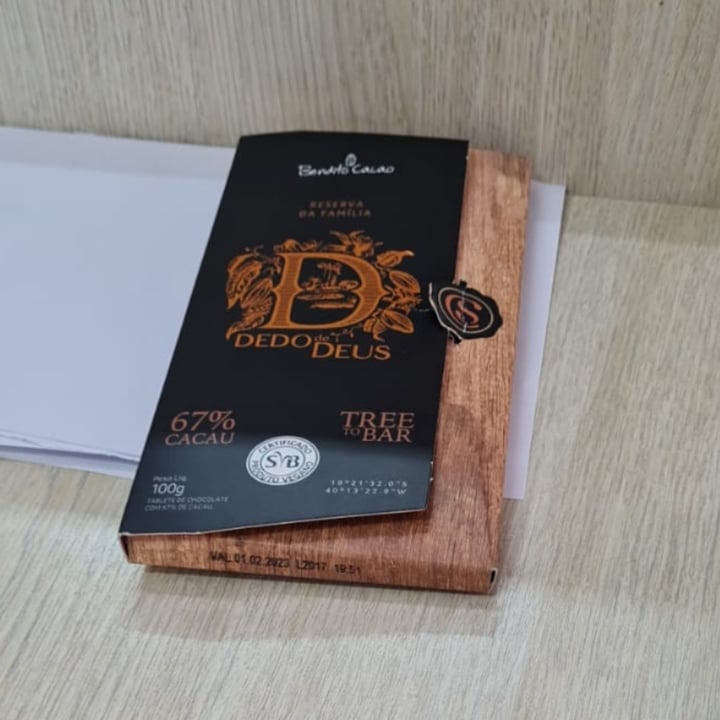 Bendito Cacao
RESERVA
DA FAMÍLIA
DEDO de DEUS
67%
CACAU
TREE
TO BAR
CERTIFICADO
SVB
PRODUTO VEGANO
Peso Líq.
100g
TABLETE DE CHOCOLATE
COM 67% DE CACAU.
19°21'32.0"S
40°13'22.9"W
VAL 01.02.2023 L2017 19:51